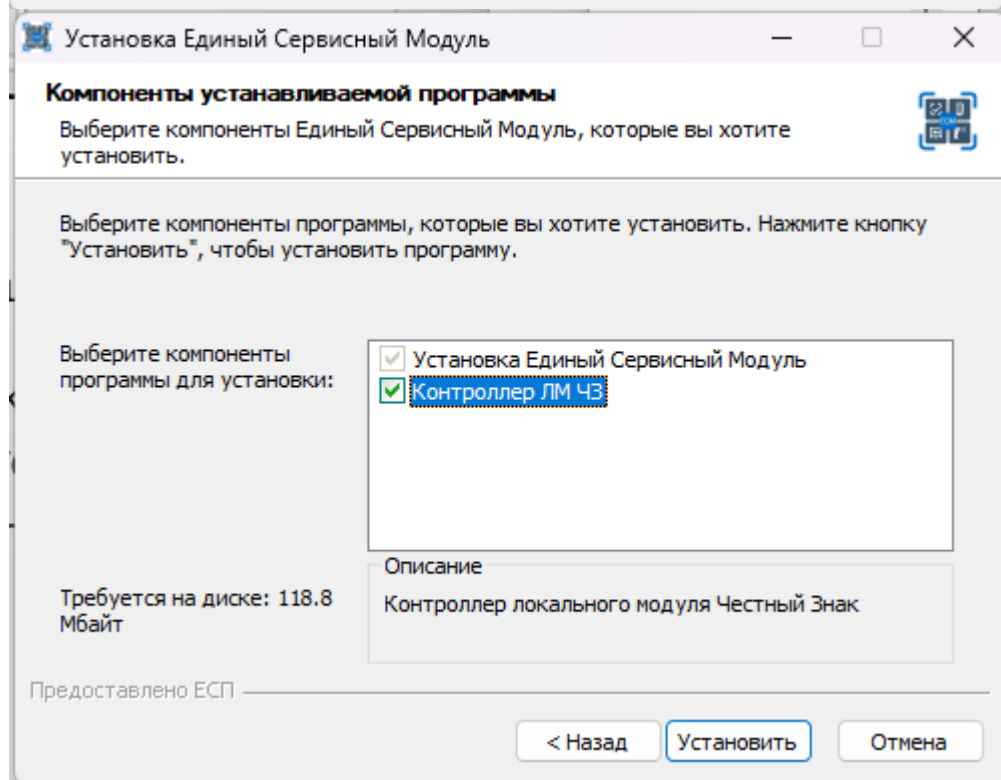 Установка Единый Сервисный Модуль
Компоненты устанавливаемой программы
Выберите компоненты Единый Сервисный Модуль, которые вы хотите
установить.
Выберите компоненты программы, которые вы хотите установить. Нажмите кнопку
"Установить", чтобы установить программу.
Выберите компоненты
программы для установки:
Установка Единый Сервисный Модуль
Контроллер ЛМ ЧЗ
Требуется на диске: 118.8
Мбайт
Описание
Контроллер локального модуля Честный Знак
Предоставлено ЕСП
< Назад
Установить
Отмена